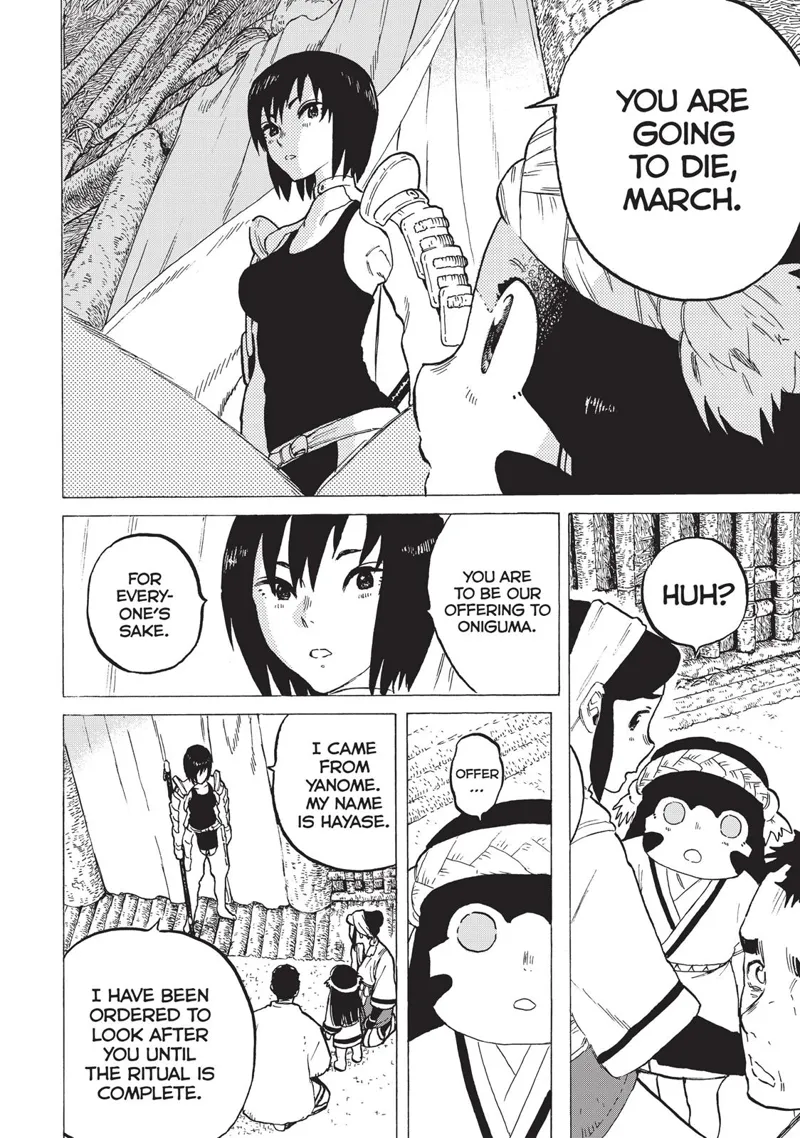 YOU ARE
GOING
TO DIE,
MARCH.
HUH?
YOU ARE
TO BE OUR
OFFERING TO
ONIGUMA.
FOR
EVERY-
ONE'S
SAKE.
OFFER
...
I CAME
FROM
YANOME.
MY NAME
IS HAYASE.
I HAVE BEEN
ORDERED TO
LOOK AFTER
YOU UNTIL
THE RITUAL IS
COMPLETE.